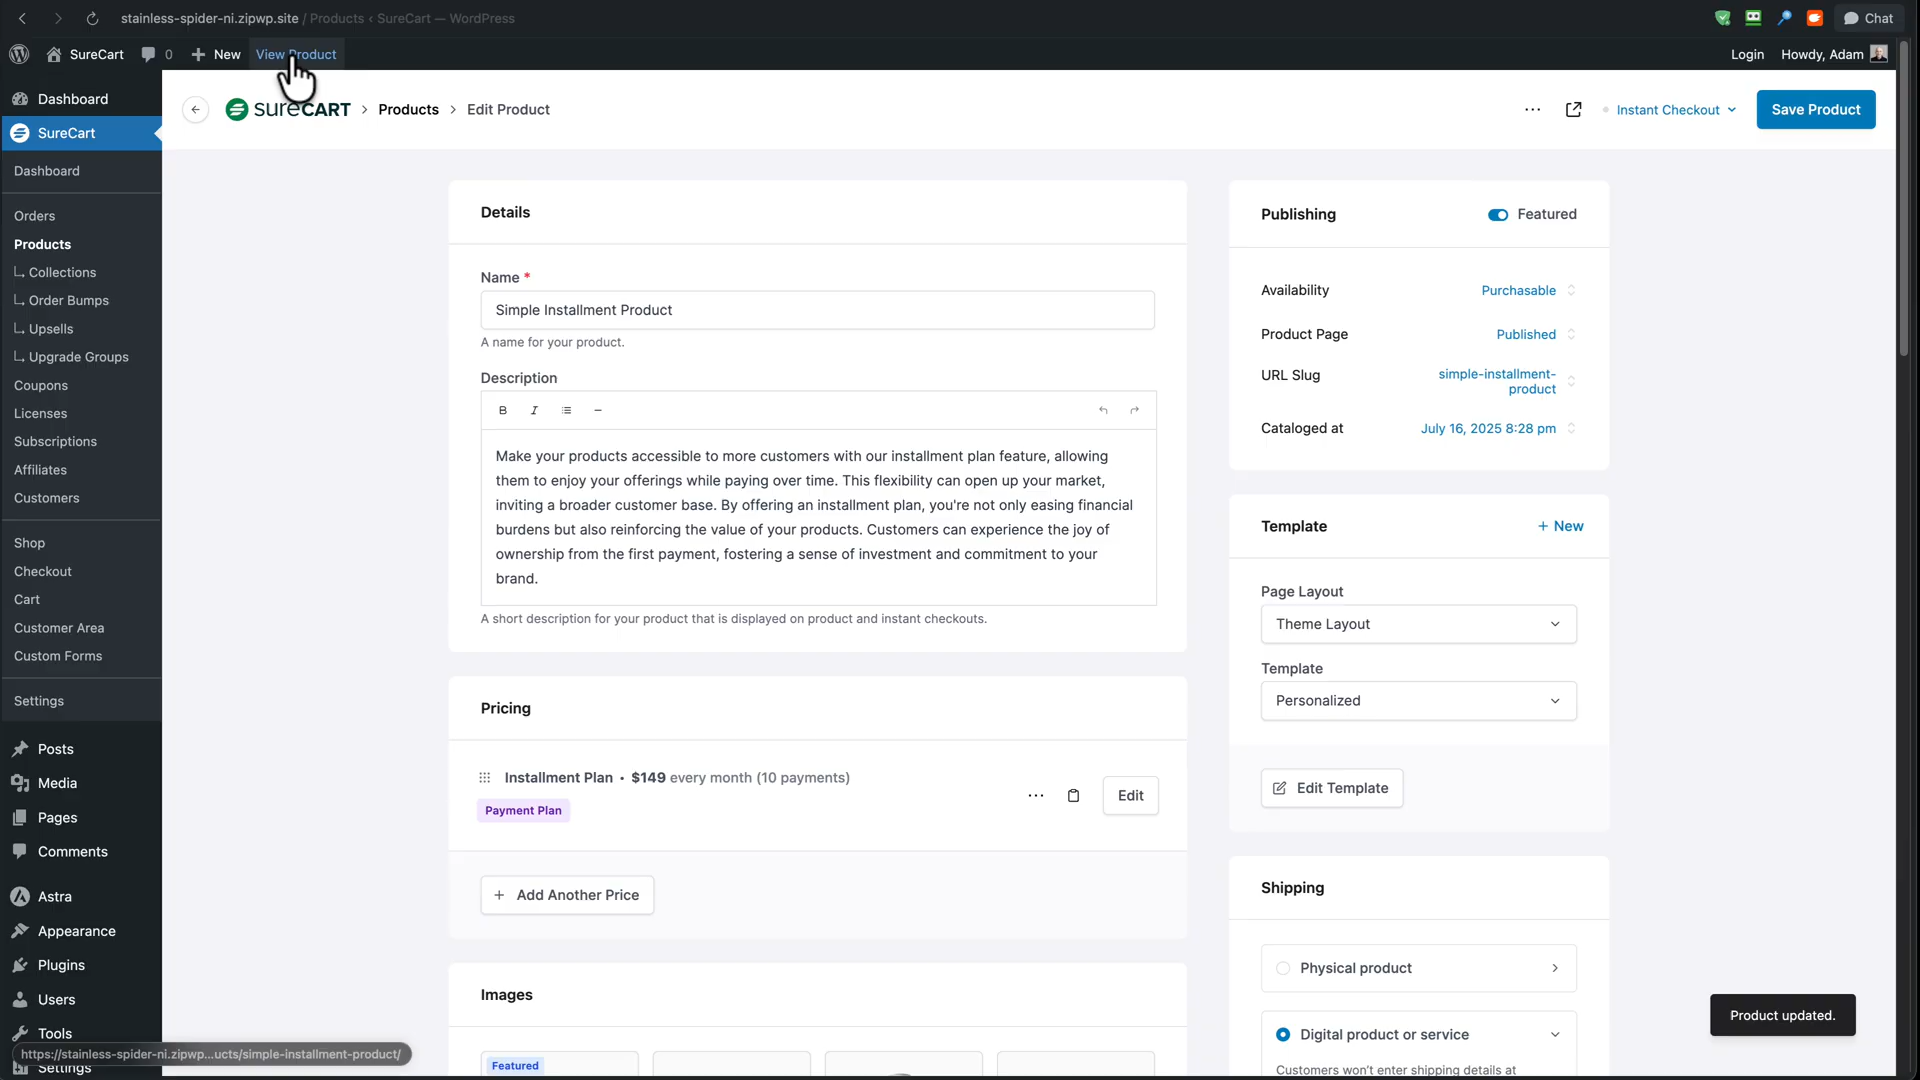 stainless-spider-ni.zipwp.site / Products ‹ SureCart — WordPress
Chat
SureCart
0
New
View Product
Login
Howdy, Adam
Dashboard
SureCart
Dashboard
Orders
Products
Collections
Order Bumps
Upsells
Upgrade Groups
Coupons
Licenses
Subscriptions
Affiliates
Customers
Shop
Checkout
Cart
Customer Area
Custom Forms
Settings
Posts
Media
Pages
Comments
Astra
Appearance
Plugins
Users
Tools
Settings
https://stainless-spider-ni.zipwp...ucts/simple-installment-product/
SURECART > Products > Edit Product
Instant Checkout
Save Product
Details
Name *
Simple Installment Product
A name for your product.
Description
B I
Make your products accessible to more customers with our installment plan feature, allowing
them to enjoy your offerings while paying over time. This flexibility can open up your market,
inviting a broader customer base. By offering an installment plan, you're not only easing financial
burdens but also reinforcing the value of your products. Customers can experience the joy of
ownership from the first payment, fostering a sense of investment and commitment to your
brand.
A short description for your product that is displayed on product and instant checkouts.
Pricing
Installment Plan • $149 every month (10 payments)
Payment Plan
Edit
+ Add Another Price
Images
Featured
Publishing
Featured
Availability
Purchasable
Product Page
Published
URL Slug
simple-installment-
product
Cataloged at
July 16, 2025 8:28 pm
Template
+ New
Page Layout
Theme Layout
Template
Personalized
Edit Template
Shipping
Physical product
Digital product or service
Customers won't enter shipping details at
Product updated.